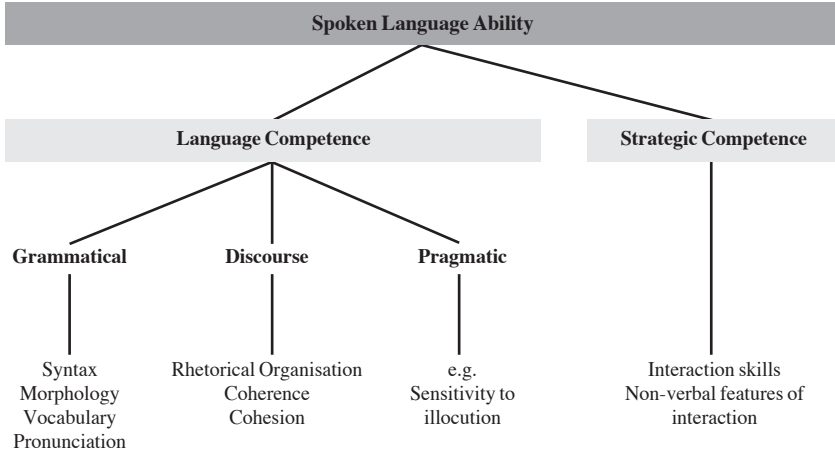 Spoken Language Ability
Language Competence
Strategic Competence
Grammatical
Discourse
Pragmatic
Syntax
Morphology
Vocabulary
Pronunciation
Rhetorical Organisation
Coherence
Cohesion
e.g.
Sensitivity to
illocution
Interaction skills
Non-verbal features of
interaction